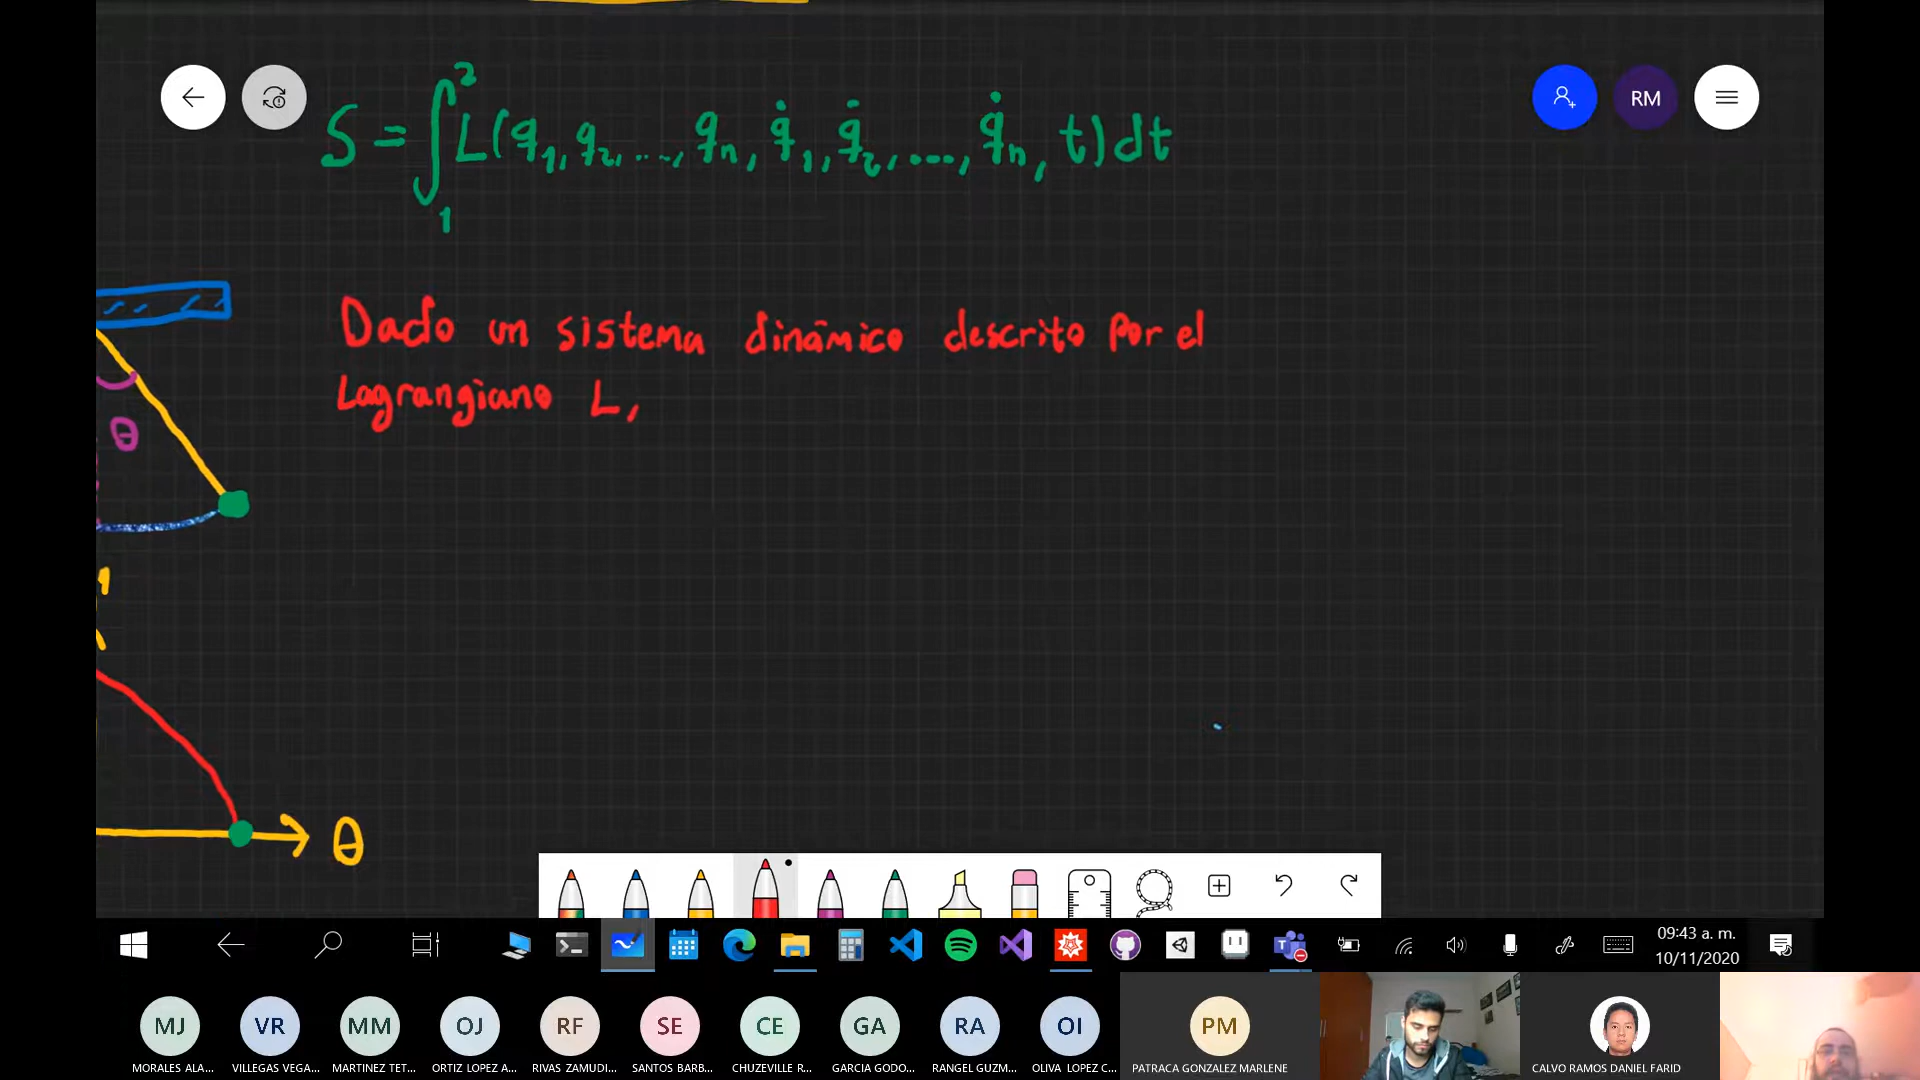 S = ∫₁² L(q₁, q₂, ..., qₙ, q̇₁, q̇₂, ..., q̇ₙ, t) dt
RM
Dado un sistema dinámico descrito por el
Lagrangiano L,
θ
θ
09:43 a. m.
10/11/2020
MJ VR MM OJ RF SE CE GA RA OI PM
MORALES ALA... VILLEGAS VEGA... MARTINEZ TET... ORTIZ LOPEZ A... RIVAS ZAMUDI... SANTOS BARB... CHUZEVILLE R... GARCIA GODO... RANGEL GUZM... OLIVA LOPEZ C... PATRACA GONZALEZ MARLENE CALVO RAMOS DANIEL FARID